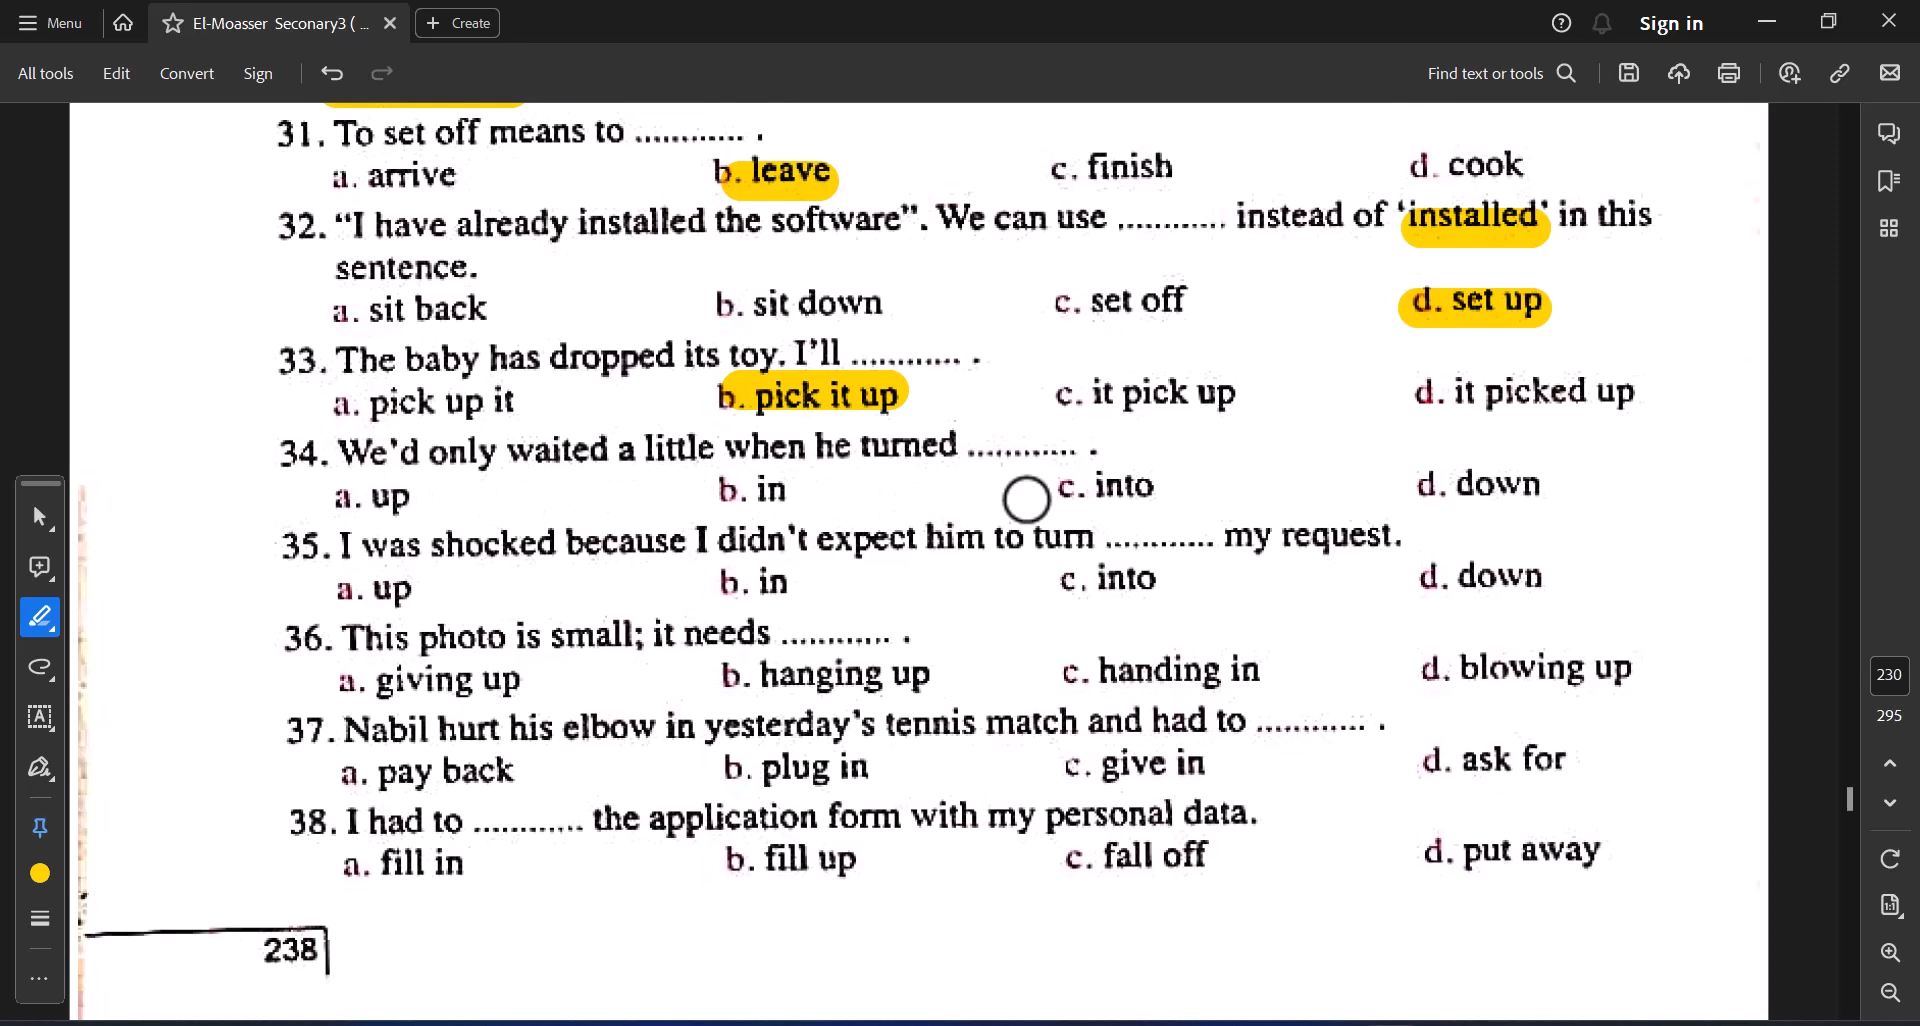 Menu
El-Moasser Seconary3 ( ...
Create
Sign in
All tools
Edit
Convert
Sign
Find text or tools
31. To set off means to ............ .
a. arrive b. leave c. finish d. cook
32. “I have already installed the software”. We can use ............ instead of ‘installed’ in this
sentence.
a. sit back b. sit down c. set off d. set up
33. The baby has dropped its toy. I’ll ............ .
a. pick up it b. pick it up c. it pick up d. it picked up
34. We’d only waited a little when he turned ............ .
a. up b. in c. into d. down
35. I was shocked because I didn’t expect him to turn ............ my request.
a. up b. in c. into d. down
36. This photo is small; it needs ............ .
a. giving up b. hanging up c. handing in d. blowing up
37. Nabil hurt his elbow in yesterday’s tennis match and had to ............ .
a. pay back b. plug in c. give in d. ask for
38. I had to ............ the application form with my personal data.
a. fill in b. fill up c. fall off d. put away
238
230
295